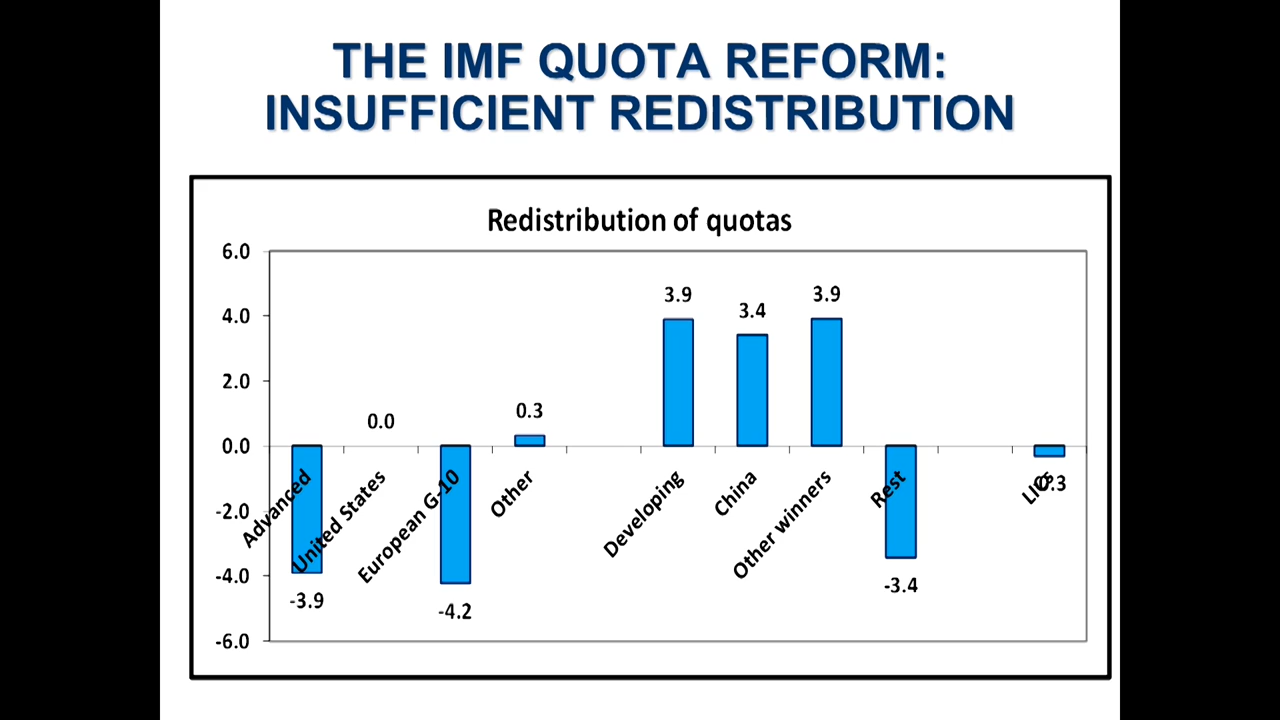 THE IMF QUOTA REFORM:
INSUFFICIENT REDISTRIBUTION
Redistribution of quotas
6.0
4.0
2.0
0.0
-2.0
-4.0
-6.0
-3.9
0.0
-4.2
0.3
3.9
3.4
3.9
-3.4
Advanced
United States
European G-10
Other
Developing
China
Other winners
Rest